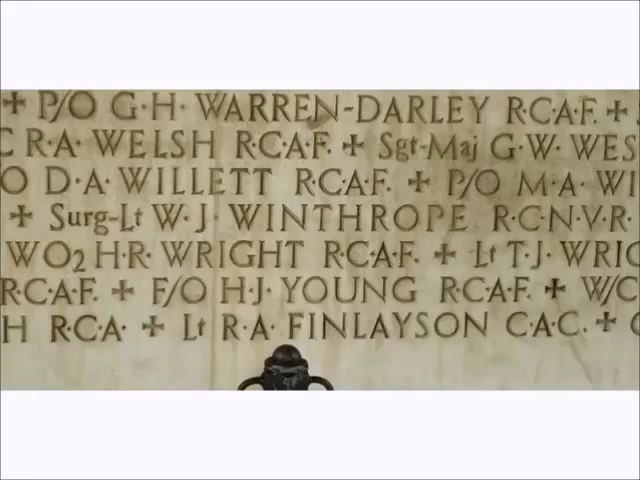 ✠ P/O G·H· WARREN-DARLEY R·C·A·F. ✠
R·A· WELSH R·C·A·F. ✠ Sgt-Maj G·W· WES
O D·A·WILLETT R·C·A·F. ✠ P/O M·A· WI
✠ Surg-Lt W·J· WINTHROPE R·C·N·V·R·
WO2 H·R· WRIGHT R·C·A·F. ✠ Lt T·J· WRIG
R·C·A·F. ✠ F/O H·J· YOUNG R·C·A·F. ✠ W/C
H R·C·A· ✠ Lt R·A· FINLAYSON C·A·C. ✠